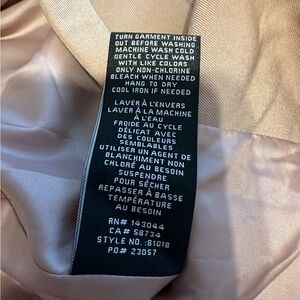 TURN GARMENT INSIDE
OUT BEFORE WASHING
MACHINE WASH COLD
GENTLE CYCLE WASH
WITH LIKE COLORS
ONLY NON-CHLORINE
BLEACH WHEN NEEDED
HANG TO DRY
COOL IRON IF NEEDED
LAVER À L'ENVERS
LAVER À LA MACHINE
À L'EAU
FROIDE AU CYCLE
DÉLICAT AVEC
DES COULEURS
SEMBLABLES
UTILISER UN AGENT DE
BLANCHIMENT NON
CHLORÉ AU BESOIN
SUSPENDRE
POUR SÉCHER
REPASSER À BASSE
TEMPÉRATURE
AU BESOIN
RN# 143044
CA# 58734
STYLE NO. :81018
PO# 23057